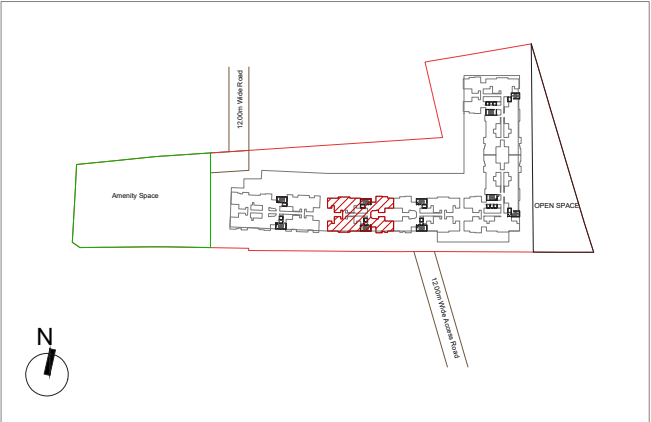 12.00m Wide Road
Amenity Space
OPEN SPACE
12.00m Wide Access Road
N